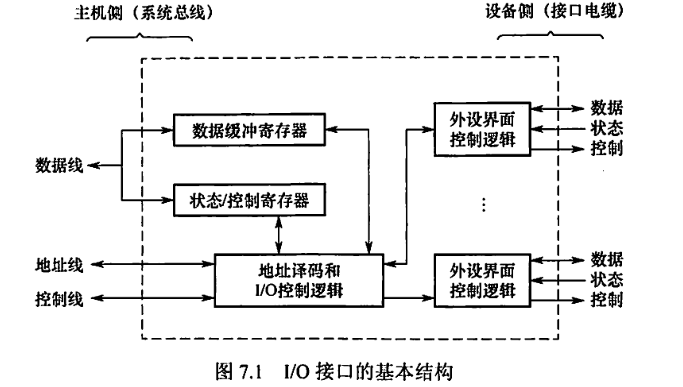 主机侧（系统总线）
设备侧（接口电缆）
数据缓冲寄存器
外设界面
控制逻辑
数据
状态
控制
数据线
状态/控制寄存器
地址线
控制线
地址译码和
I/O控制逻辑
外设界面
控制逻辑
数据
状态
控制
图 7.1 I/O 接口的基本结构